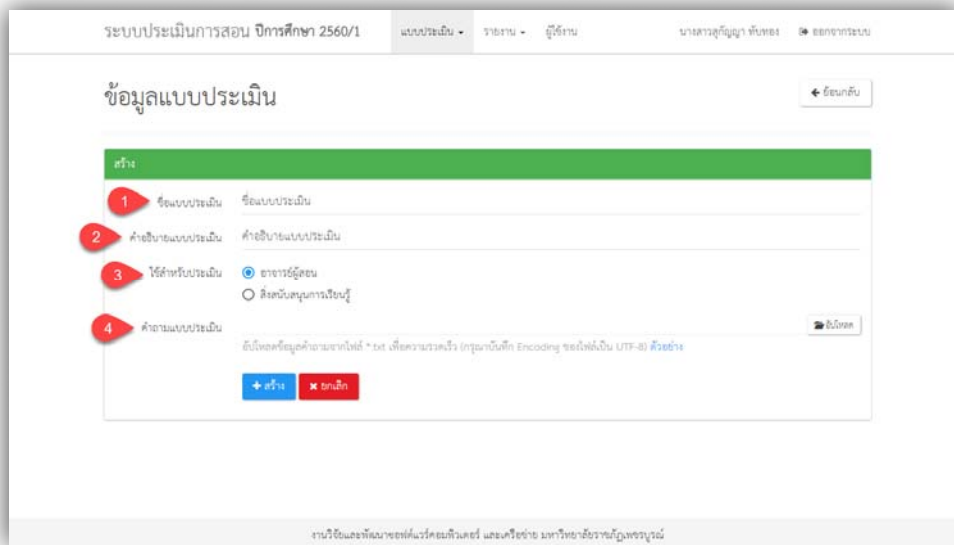 ระบบประเมินการสอน ปีการศึกษา 2560/1 แบบประเมิน รายงาน ผู้ใช้งาน นางสาวสุกัญญา ทับทอง ออกจากระบบ
ข้อมูลแบบประเมิน ย้อนกลับ
สร้าง
1 ชื่อแบบประเมิน ชื่อแบบประเมิน
2 คำอธิบายแบบประเมิน คำอธิบายแบบประเมิน
3 ใช้สำหรับประเมิน อาจารย์ผู้สอน
สิ่งสนับสนุนการเรียนรู้
4 คำถามแบบประเมิน อัปโหลด
อัปโหลดข้อมูลคำถามจากไฟล์ *.txt เพื่อความรวดเร็ว (กรุณาบันทึก Encoding ของไฟล์เป็น UTF-8) ตัวอย่าง
สร้าง ยกเลิก
งานวิจัยและพัฒนาซอฟต์แวร์คอมพิวเตอร์ และเครือข่าย มหาวิทยาลัยราชภัฏเพชรบูรณ์